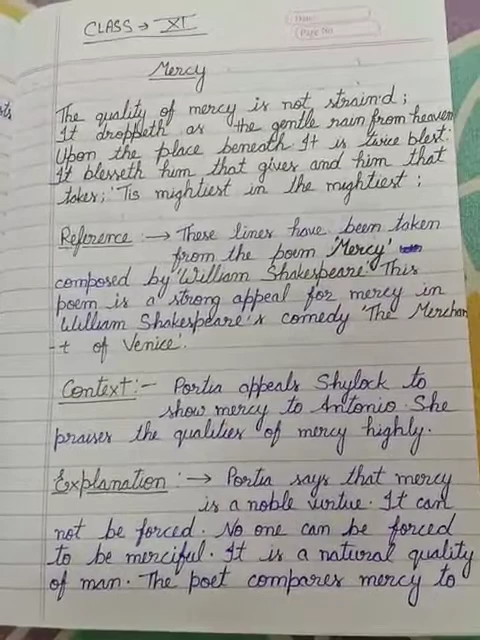 CLASS → XI
Date:
Page No.
Mercy
The quality of mercy is not strain'd;
It droppeth as the gentle rain from heaven
Upon the place beneath It is twice blest.
It blesseth him that gives and him that
takes; 'Tis mightiest in the mightiest;
Reference :→ These lines have been taken
from the poem 'Mercy'
composed by 'William Shakespeare' This
poem is a strong appeal for mercy in
William Shakespeare's comedy 'The Merchan
-t of Venice'.
Context:- Portia appeals Shylock to
show mercy to Antonio. She
praises the qualities of mercy highly.
Explanation :→ Portia says that mercy
is a noble virtue. It can
not be forced. No one can be forced
to be merciful. It is a natural quality
of man. The poet compares mercy to